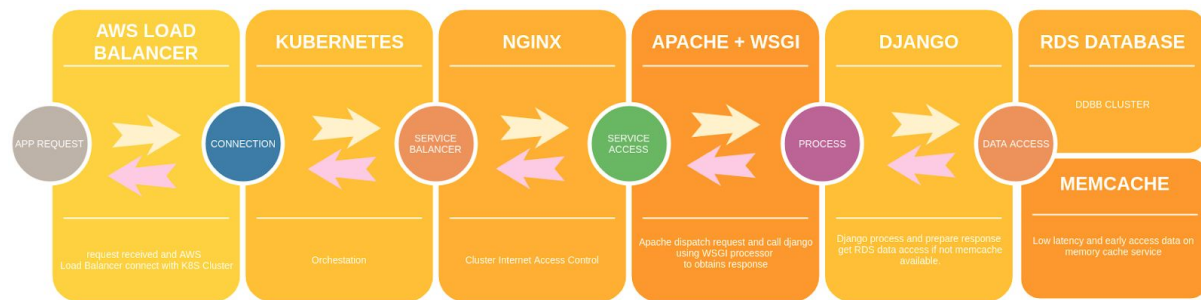 AWS LOAD
BALANCER
KUBERNETES
NGINX
APACHE + WSGI
DJANGO
RDS DATABASE
DDBB CLUSTER
APP REQUEST
CONNECTION
SERVICE
BALANCER
SERVICE
ACCESS
PROCESS
DATA ACCESS
MEMCACHE
request received and AWS
Load Balancer connect with K8S Cluster
Orchestation
Cluster Internet Access Control
Apache dispatch request and call django
using WSGI processor
to obtains response
Django process and prepare response
get RDS data access if not memcache
available.
Low latency and early access data on
memory cache service